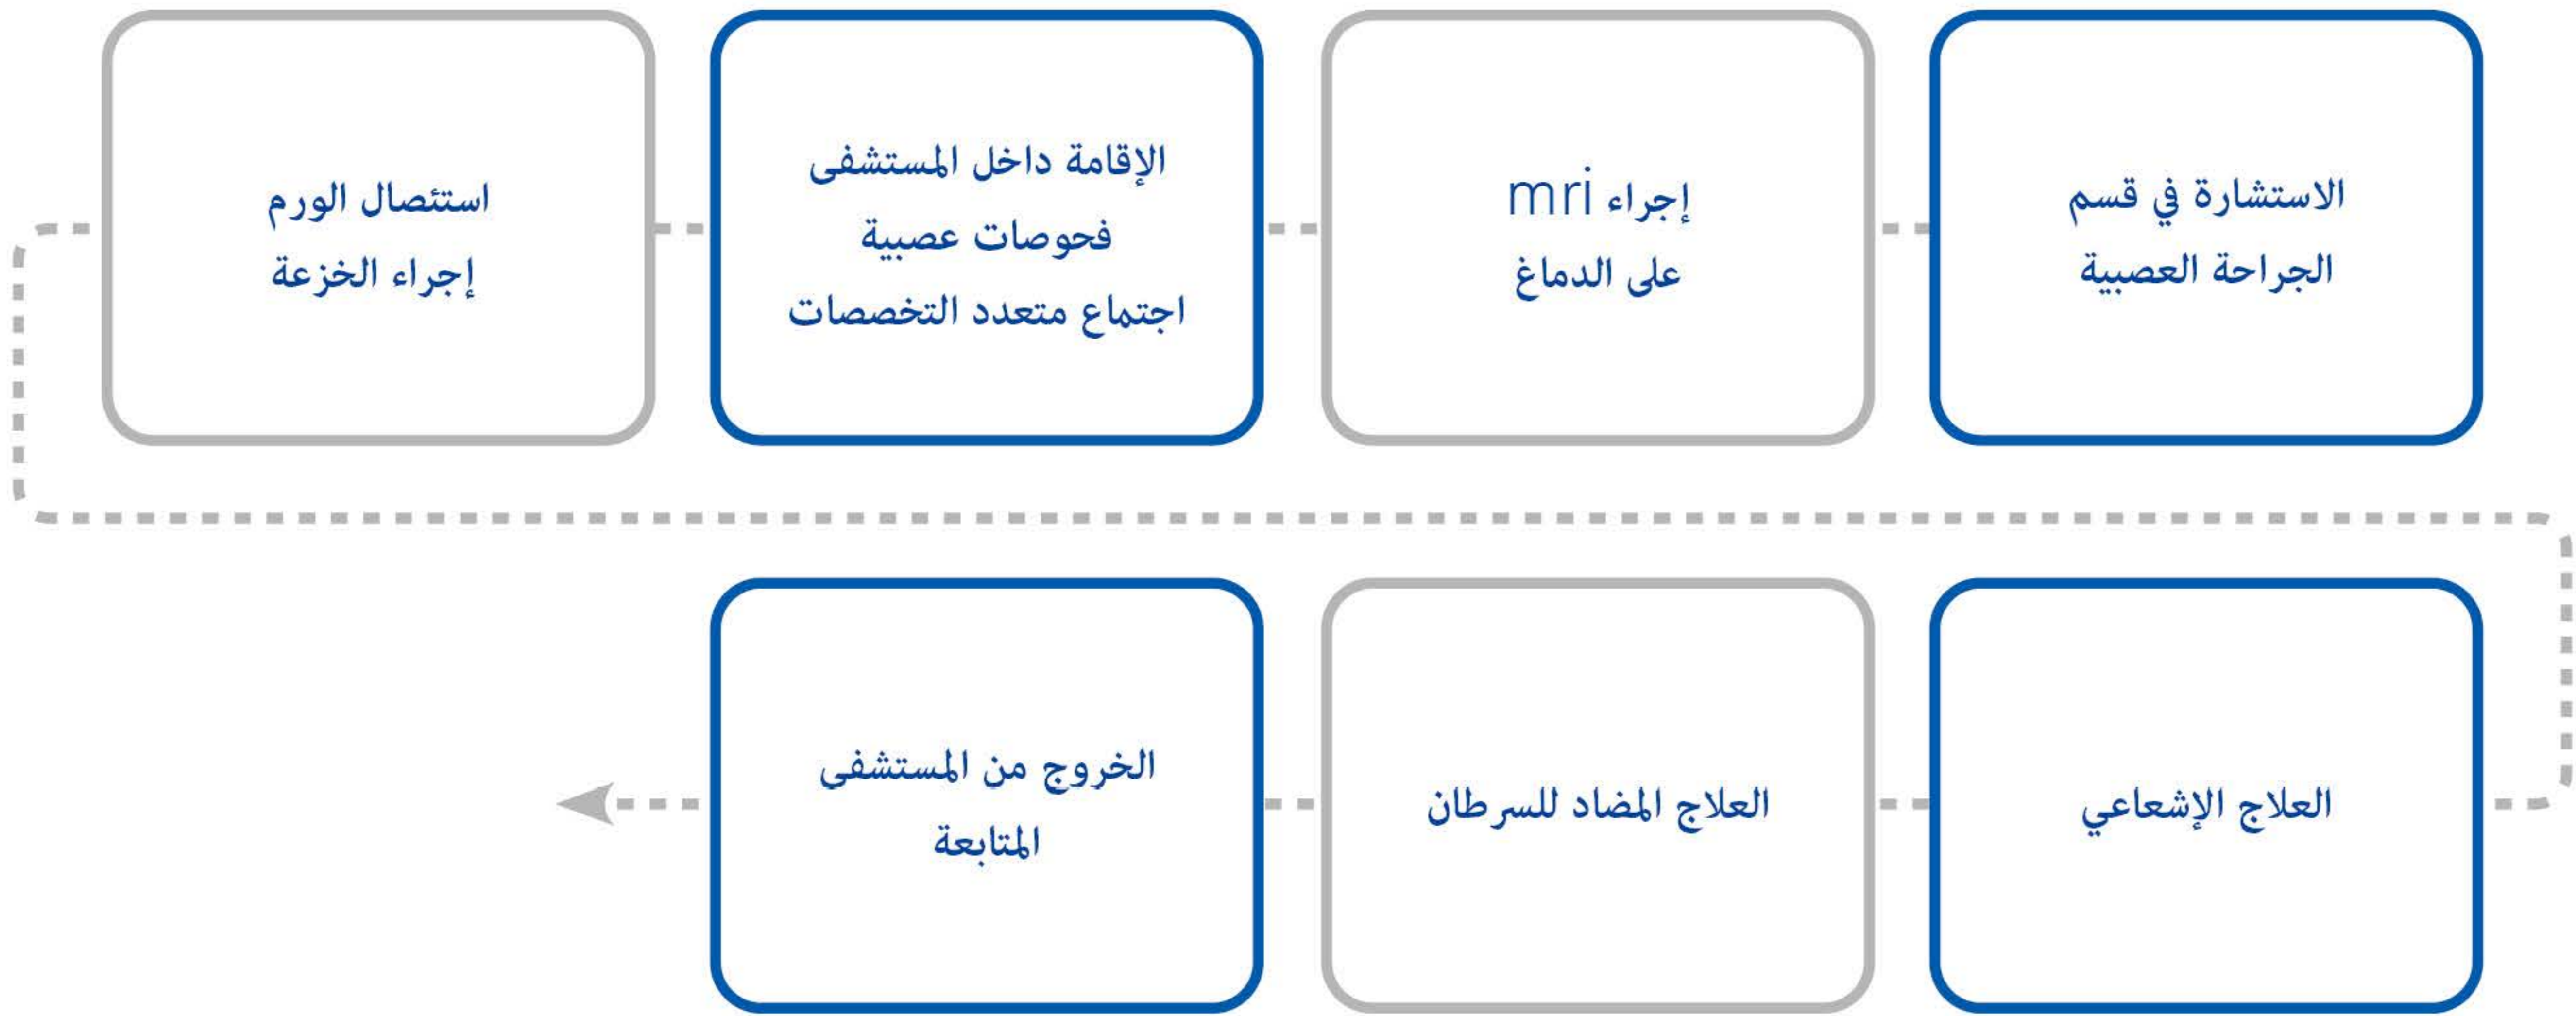 الاستشارة في قسم
الجراحة العصبية
إجراء mri
على الدماغ
الإقامة داخل المستشفى
فحوصات عصبية
اجتماع متعدد التخصصات
استئصال الورم
إجراء الخزعة
العلاج الإشعاعي
العلاج المضاد للسرطان
الخروج من المستشفى
المتابعة